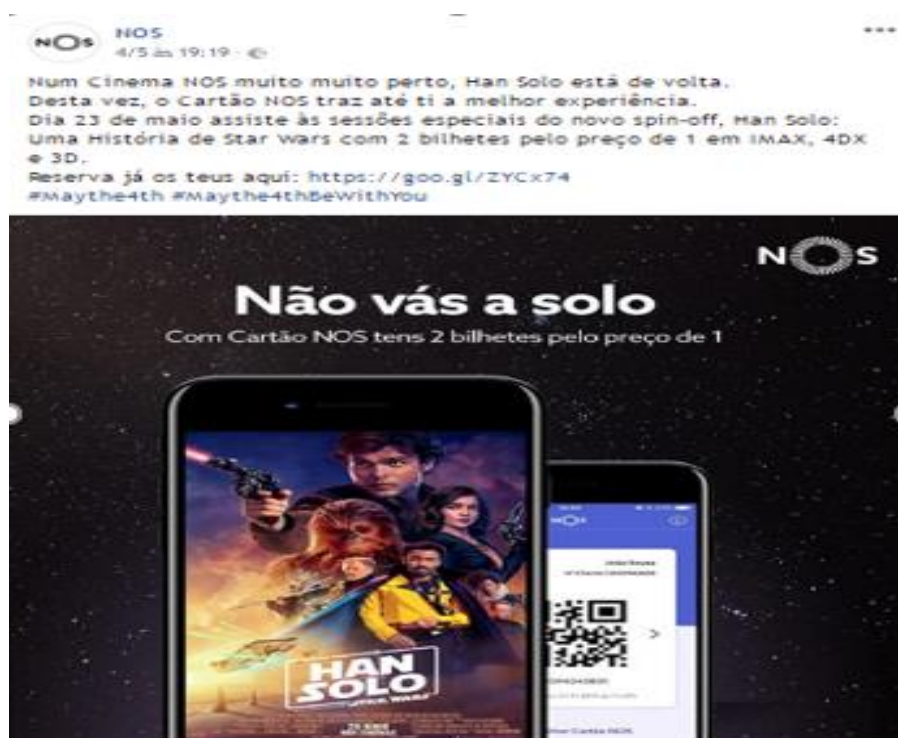 NOS
4/5 às 19:19
Num Cinema NOS muito muito perto, Han Solo está de volta.
Desta vez, o Cartão NOS traz até ti a melhor experiência.
Dia 23 de maio assiste às sessões especiais do novo spin-off, Han Solo:
Uma História de Star Wars com 2 bilhetes pelo preço de 1 em IMAX, 4DX
e 3D.
Reserva já os teus aqui: https://goo.gl/ZYCx74
#Maythe4th #Maythe4thBeWithYou
NOS
Não vás a solo
Com Cartão NOS tens 2 bilhetes pelo preço de 1
HAN
SOLO
STAR WARS
NOS
Cartão NOS